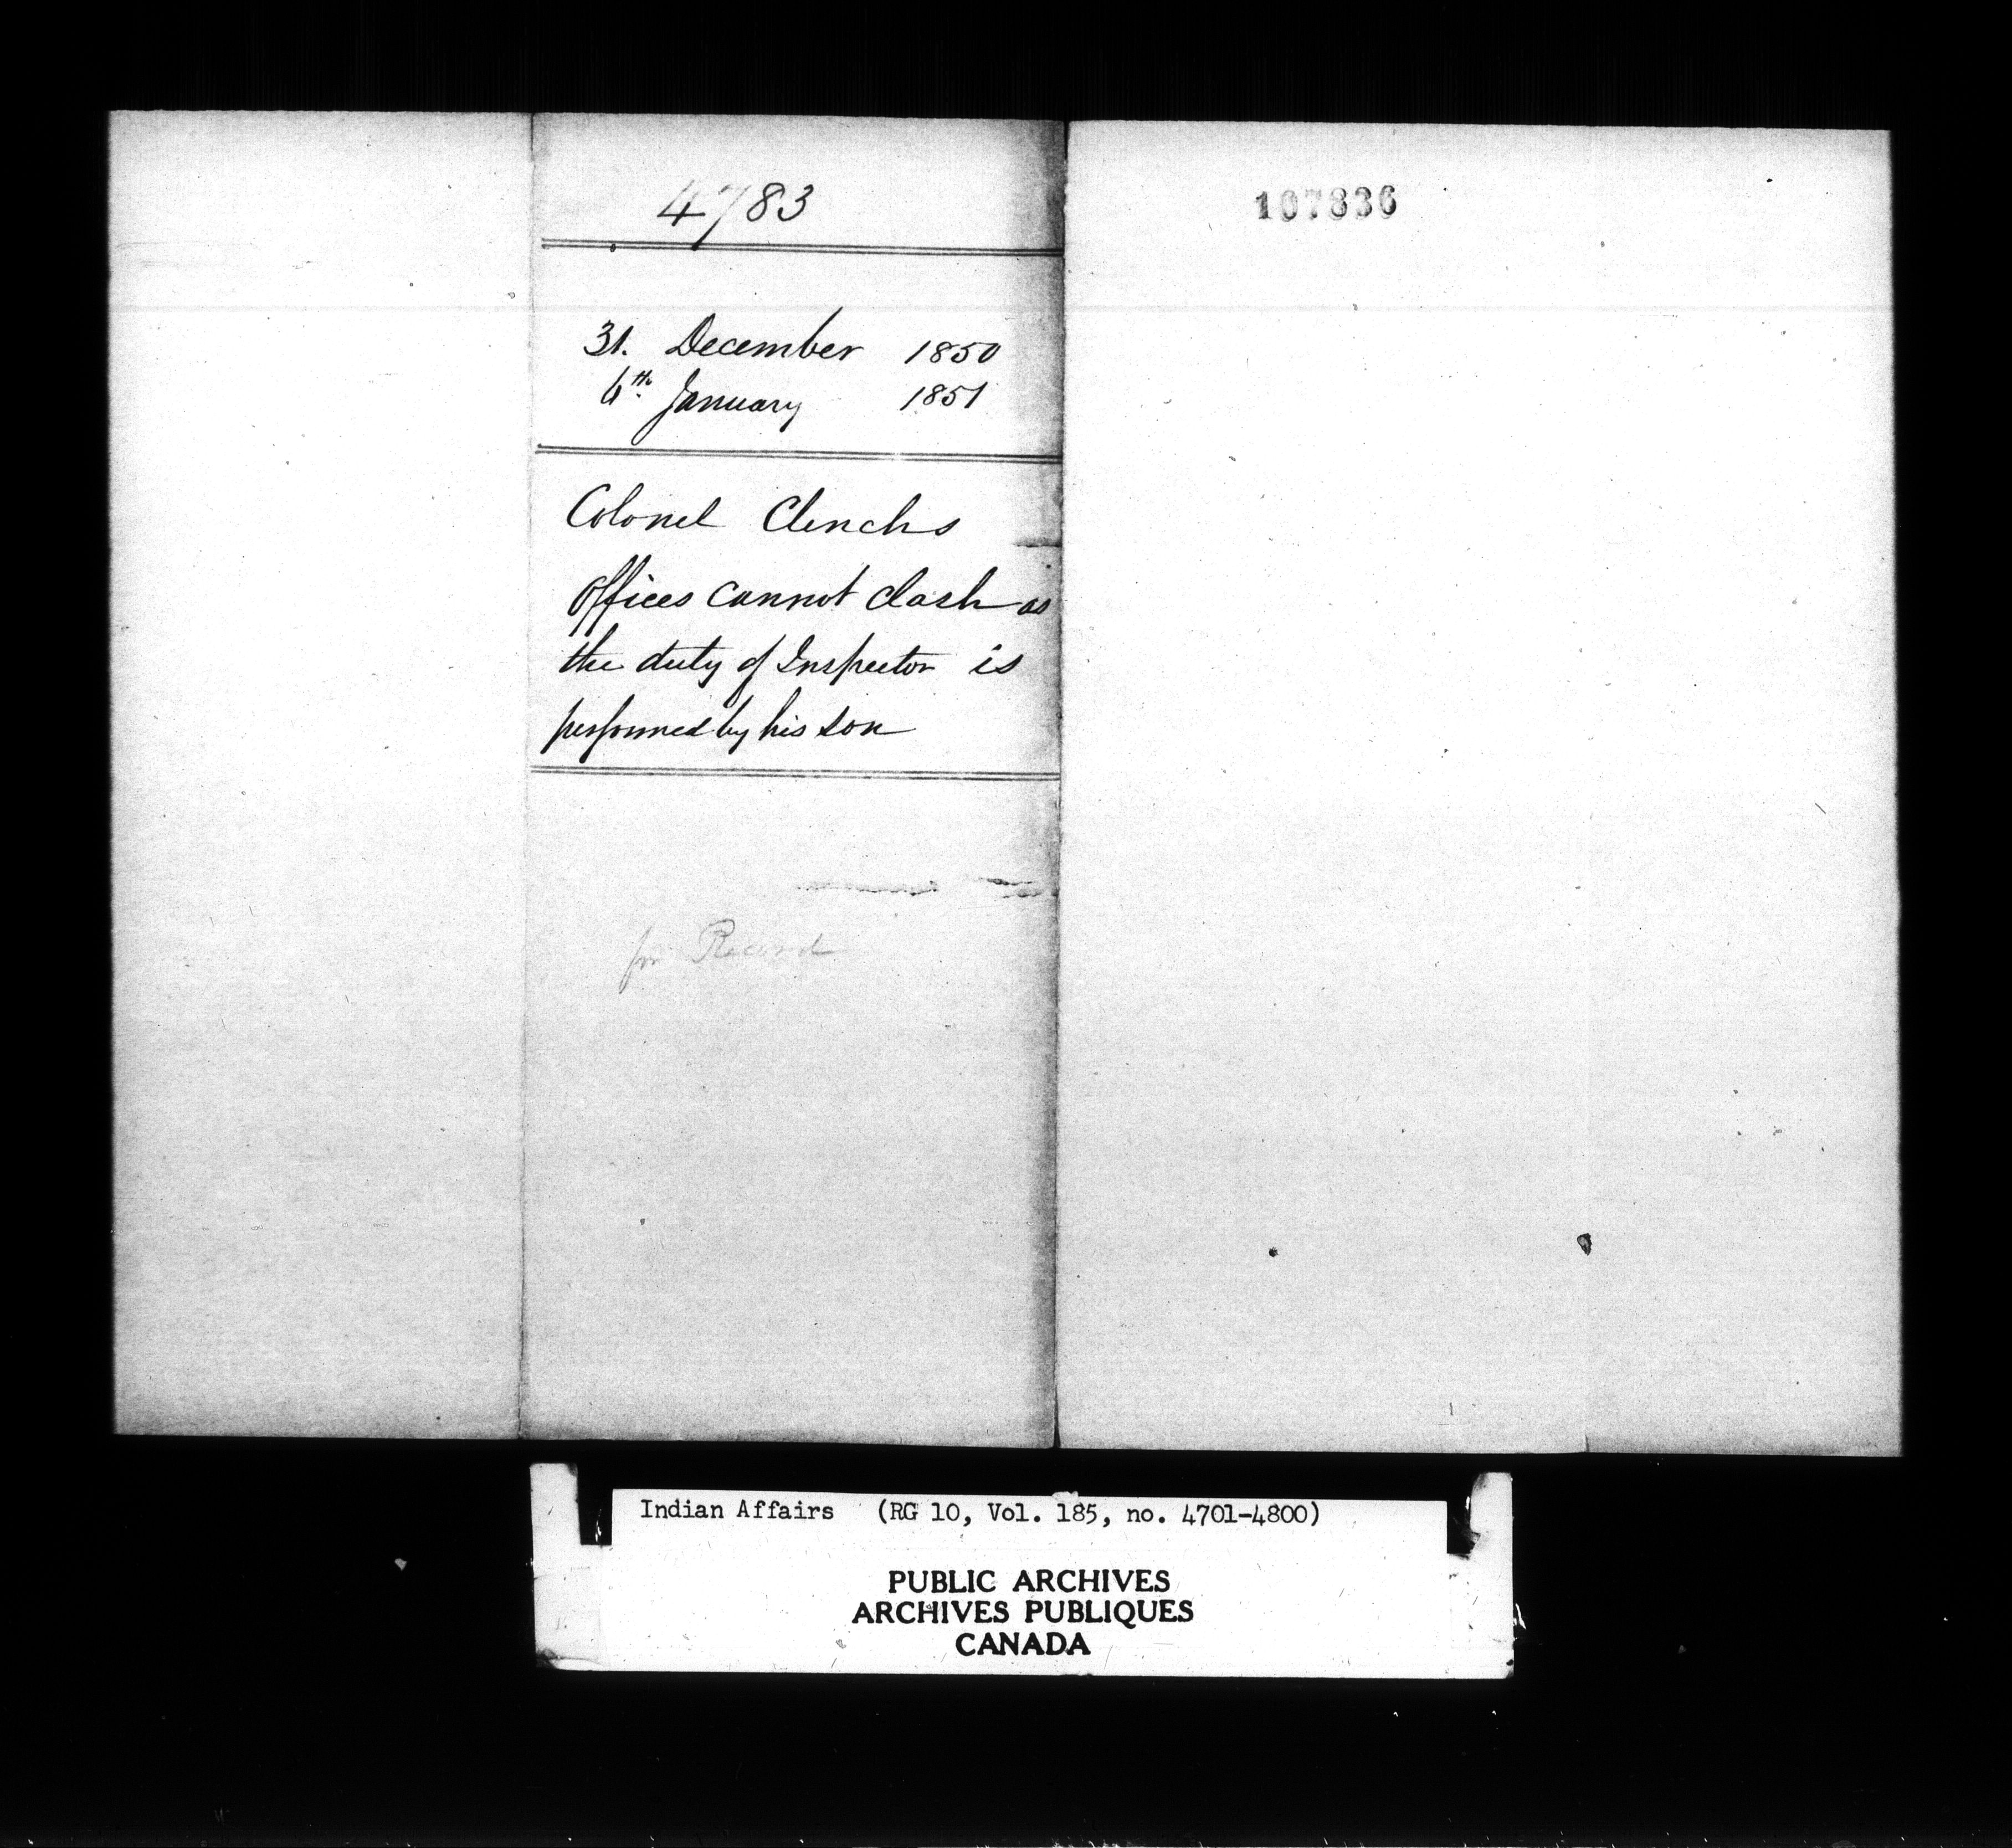 4783
31. December 1850
6th January 1851
Colonel Clenchs
offices cannot clash as
the duty of Inspector is
performed by his son
for Record
107836
Indian Affairs (RG 10, Vol. 185, no. 4701-4800)
PUBLIC ARCHIVES
ARCHIVES PUBLIQUES
CANADA